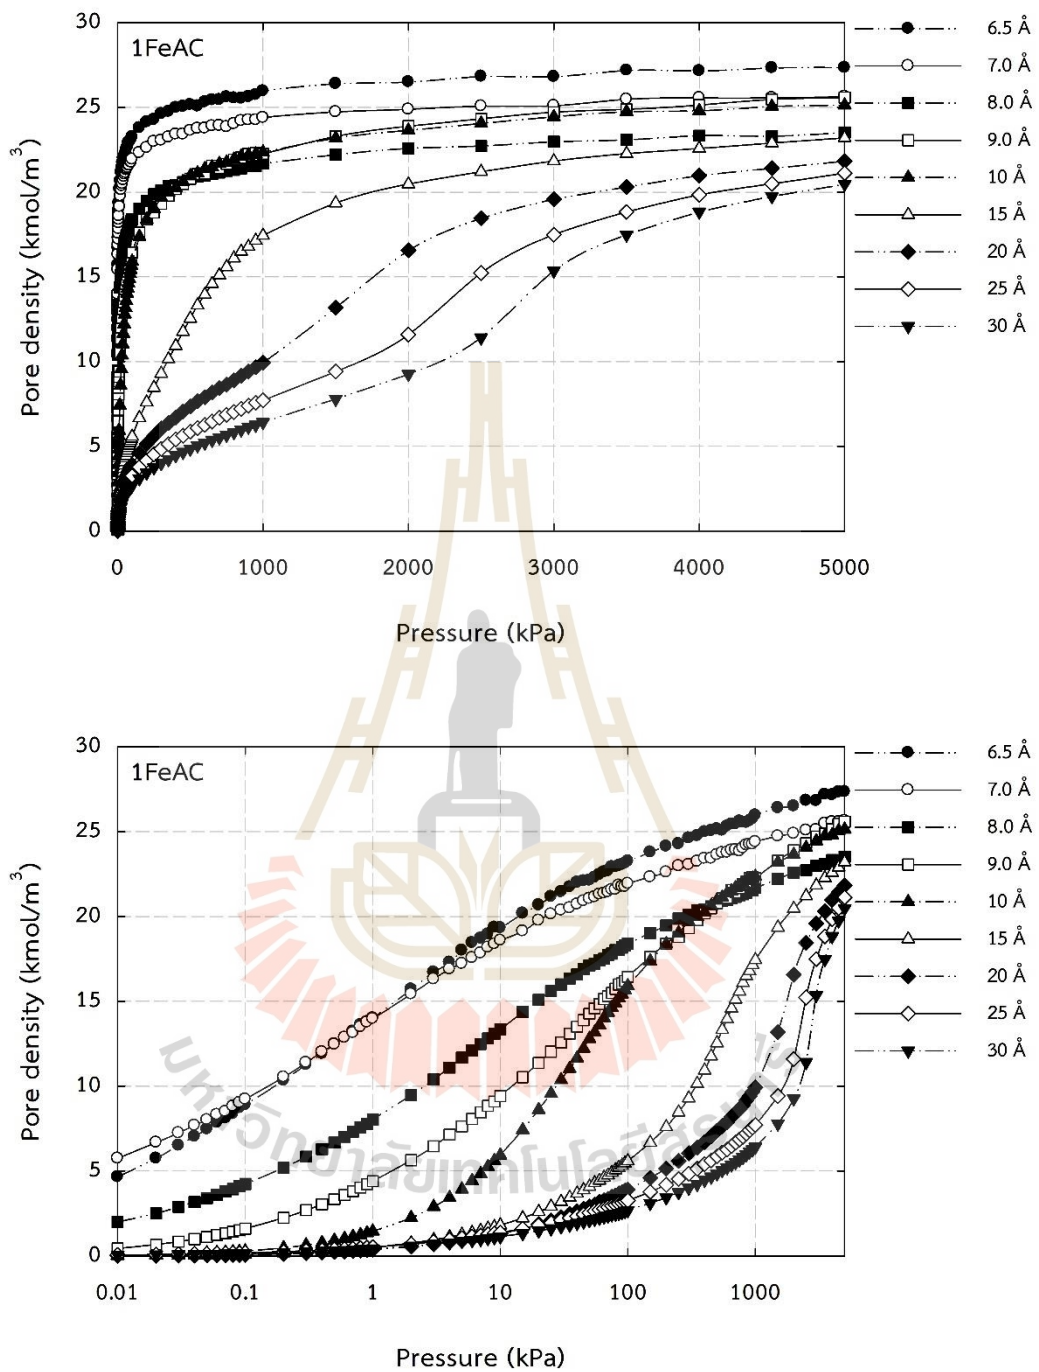 30
25
20
15
10
5
0
1FeAC
Pore density (kmol/m³)
0 1000 2000 3000 4000 5000
Pressure (kPa)
6.5 Å
7.0 Å
8.0 Å
9.0 Å
10 Å
15 Å
20 Å
25 Å
30 Å
30
25
20
15
10
5
0
1FeAC
Pore density (kmol/m³)
0.01 0.1 1 10 100 1000
Pressure (kPa)
6.5 Å
7.0 Å
8.0 Å
9.0 Å
10 Å
15 Å
20 Å
25 Å
30 Å